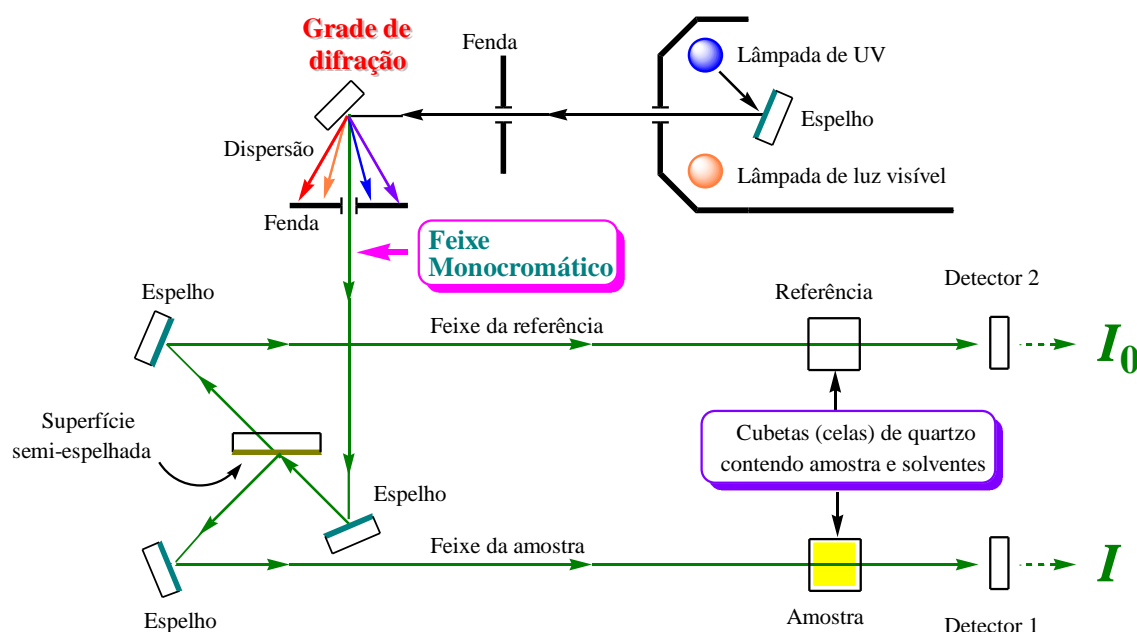 Grade de
difração
Fenda
Lâmpada de UV
Espelho
Dispersão
Lâmpada de luz visível
Fenda
Feixe
Monocromático
Espelho
Referência
Detector 2
Feixe da referência
I0
Superfície
semi-espelhada
Cubetas (celas) de quartzo
contendo amostra e solventes
Espelho
Feixe da amostra
I
Espelho
Amostra
Detector 1